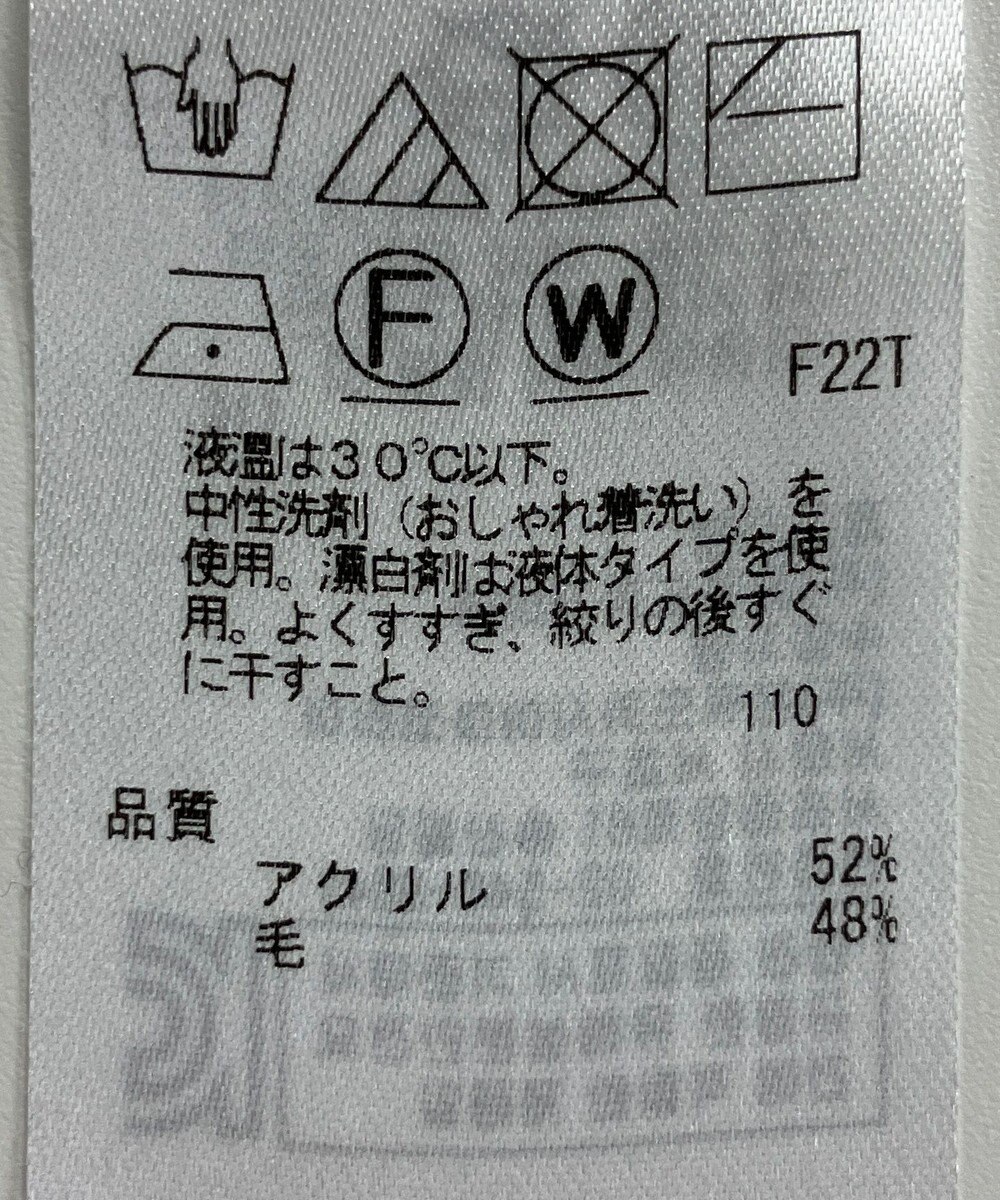 F W
F22T
液温は30℃以下。
中性洗剤(おしゃれ着洗い)を
使用。漂白剤は液体タイプを使
用。よくすすぎ、絞りの後すぐ
に干すこと。
110
品質
アクリル 52%
毛 48%